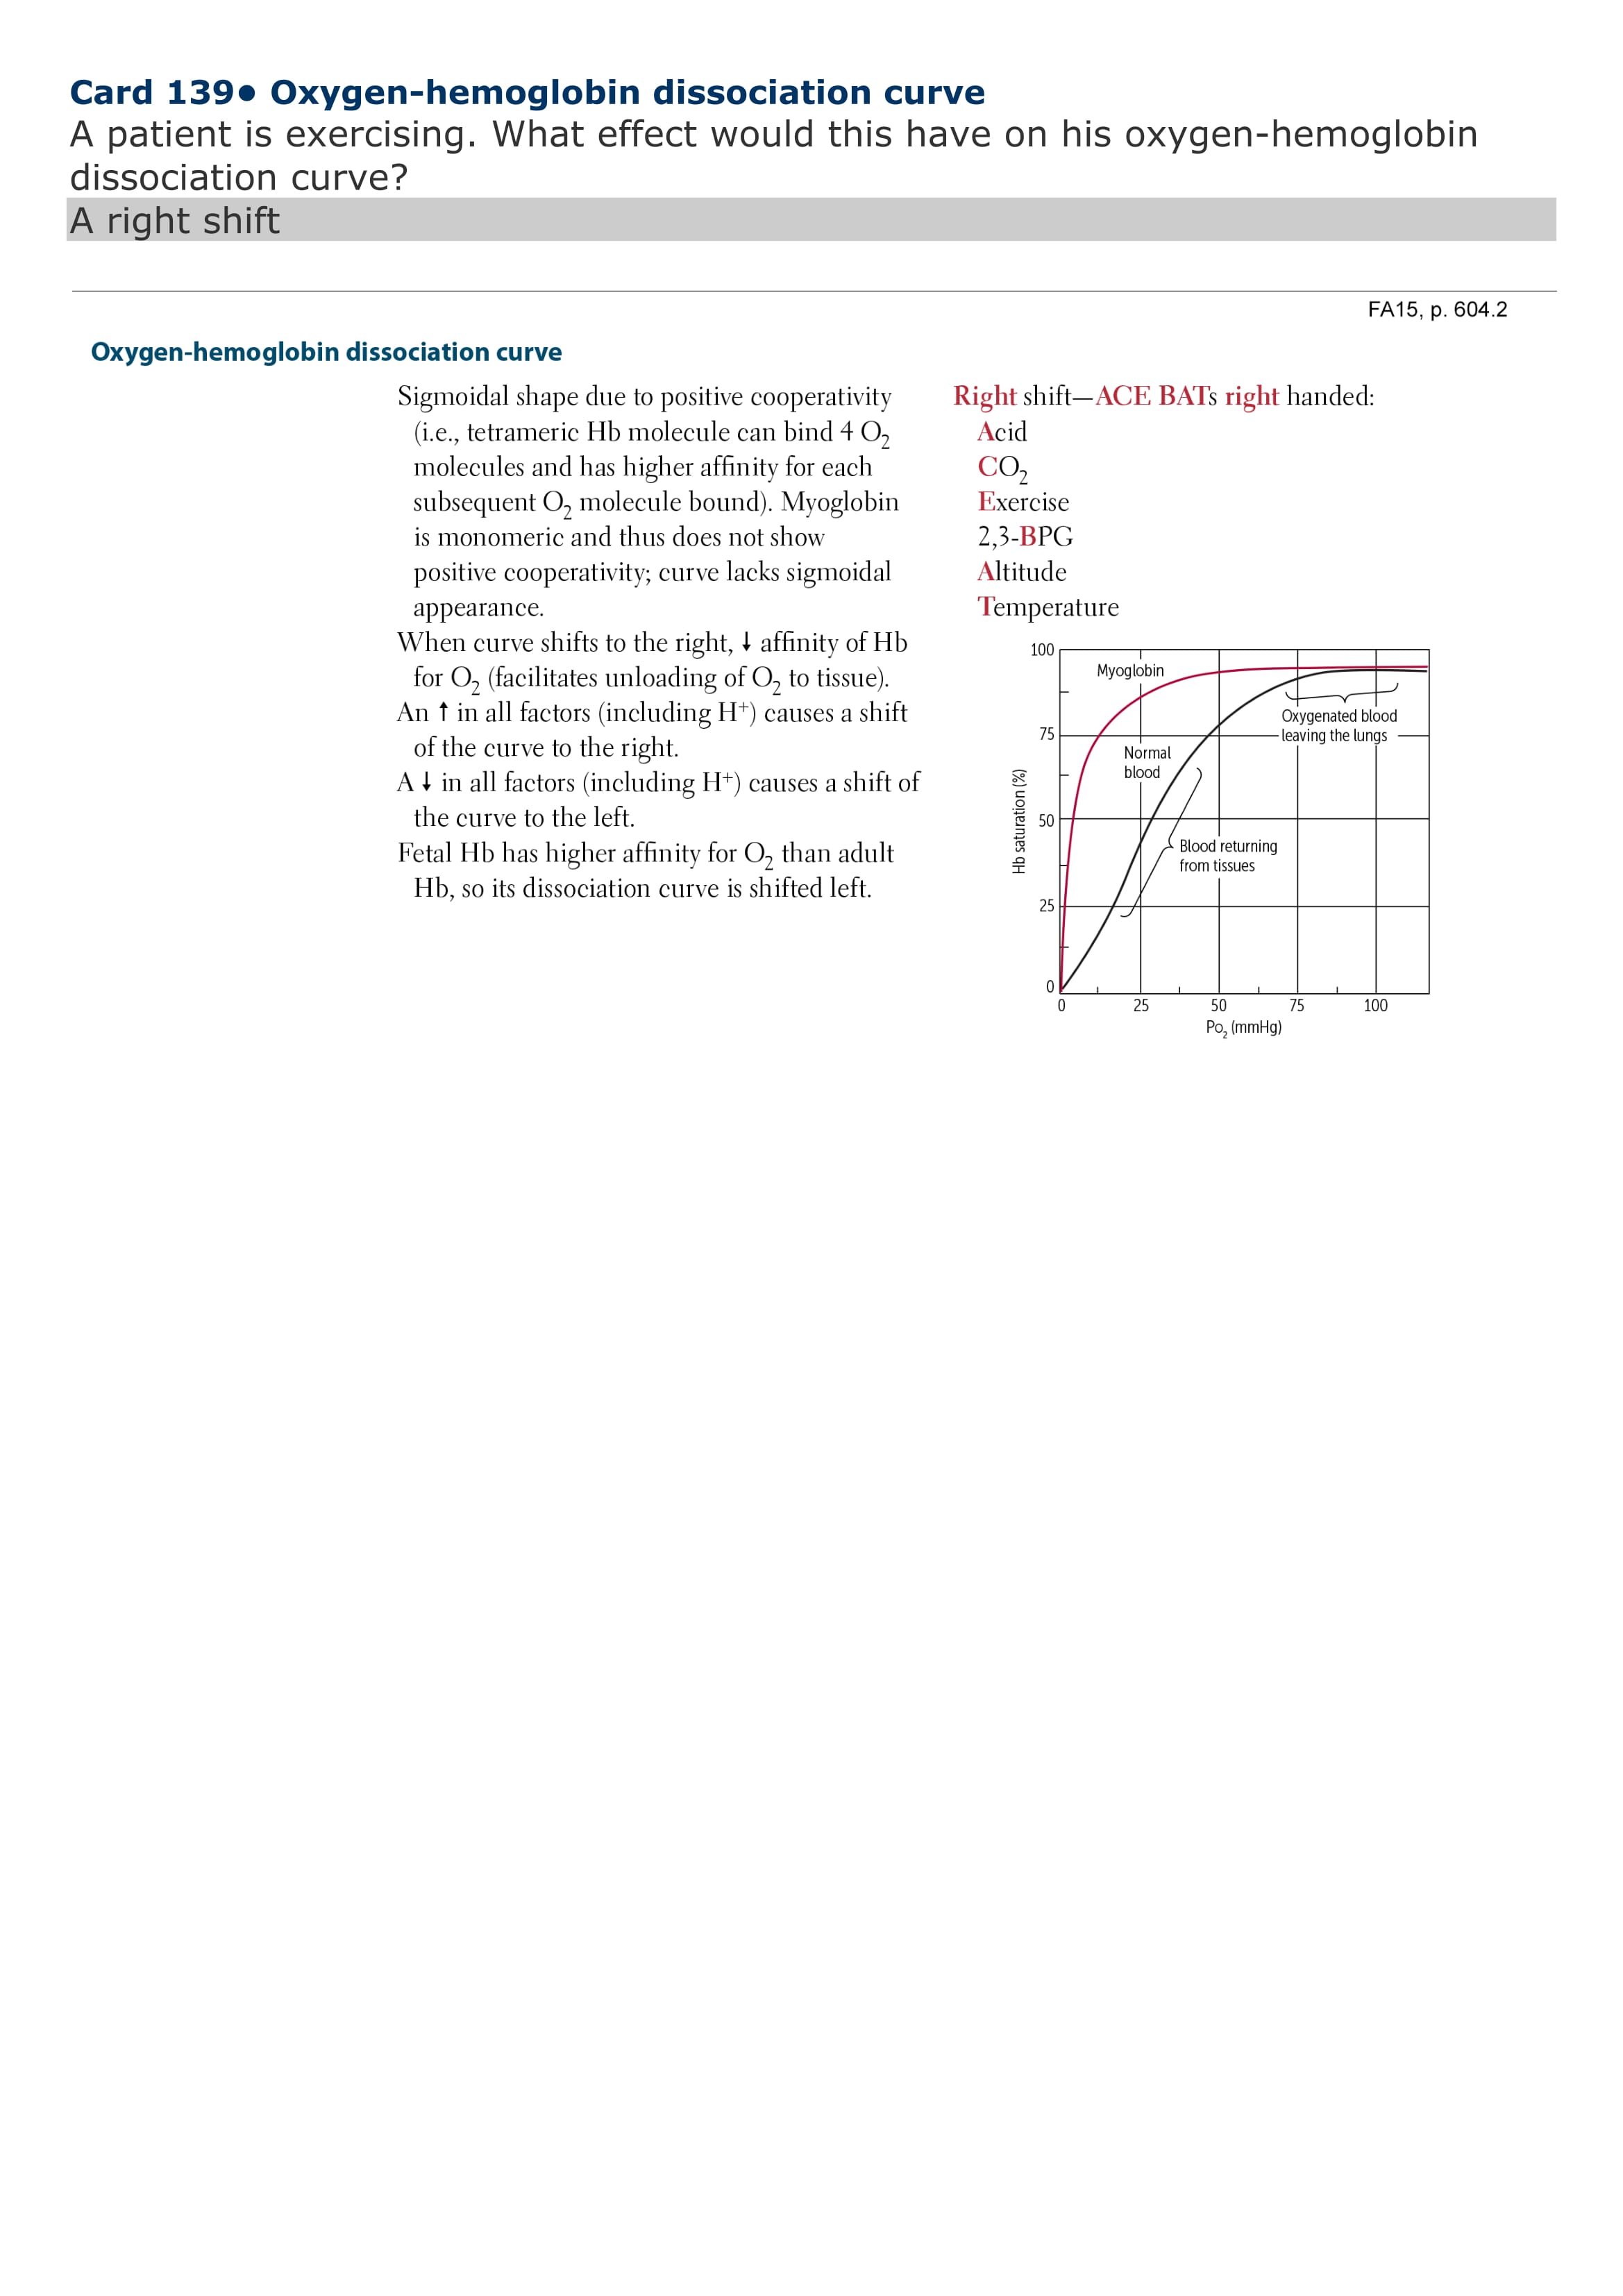 Card 139• Oxygen-hemoglobin dissociation curve
A patient is exercising. What effect would this have on his oxygen-hemoglobin
dissociation curve?
A right shift
FA15, p. 604.2
Oxygen-hemoglobin dissociation curve
Sigmoidal shape due to positive cooperativity
(i.e., tetrameric Hb molecule can bind 4 O₂
molecules and has higher affinity for each
subsequent O₂ molecule bound). Myoglobin
is monomeric and thus does not show
positive cooperativity; curve lacks sigmoidal
appearance.
When curve shifts to the right, ↓ affinity of Hb
for O₂ (facilitates unloading of O₂ to tissue).
An ↑ in all factors (including H⁺) causes a shift
of the curve to the right.
A ↓ in all factors (including H⁺) causes a shift of
the curve to the left.
Fetal Hb has higher affinity for O₂ than adult
Hb, so its dissociation curve is shifted left.
Right shift—ACE BATs right handed:
Acid
CO₂
Exercise
2,3-BPG
Altitude
Temperature
100
Myoglobin
Oxygenated blood
leaving the lungs
75
Normal
blood
Hb saturation (%)
50
Blood returning
from tissues
25
0
0 25 50 75 100
Po₂ (mmHg)